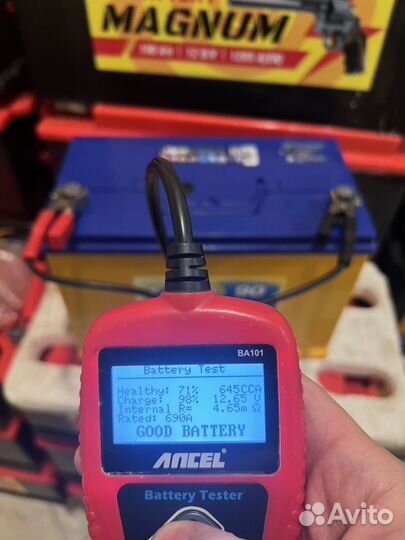 MAGNUM
BA101
Battery Test
Healthy: 71% 645CCA
Charge: 98% 12.65 V
Internal R= 4.65m Ω
Rated: 690A
GOOD BATTERY
ANCEL
Battery Tester
Avito